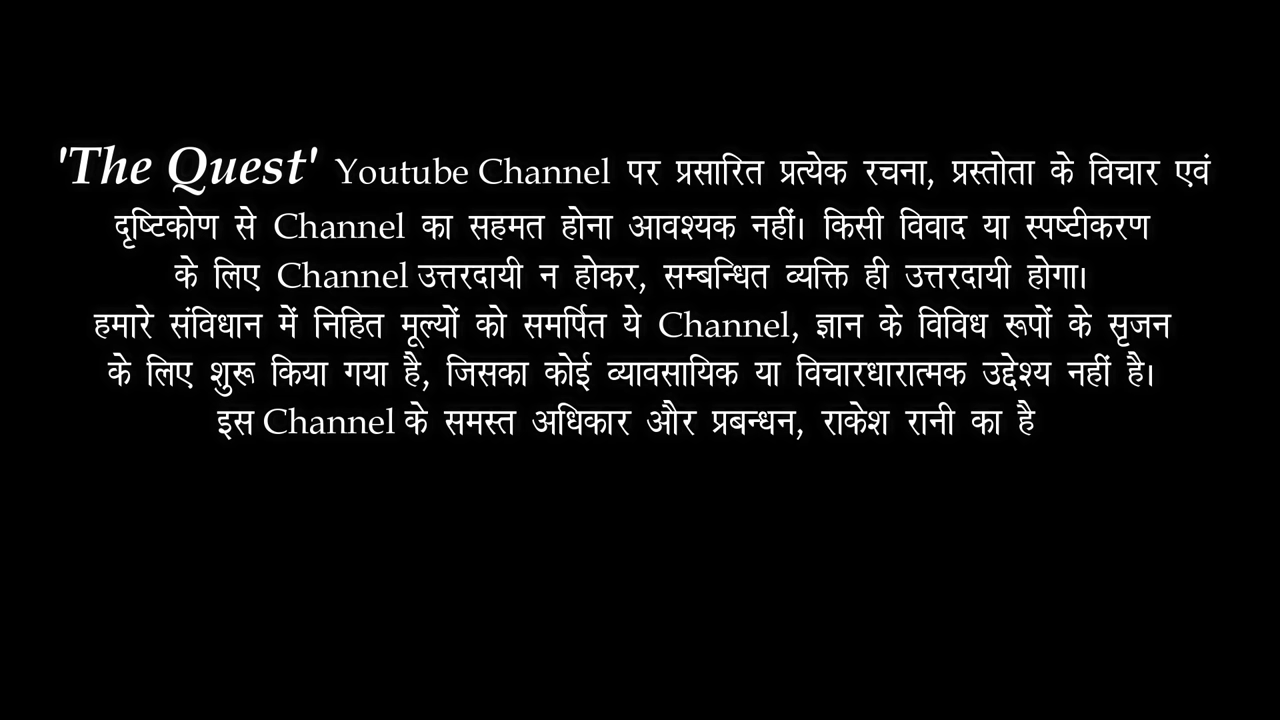 'The Quest' Youtube Channel पर प्रसारित प्रत्येक रचना, प्रस्तोता के विचार एवं
दृष्टिकोण से Channel का सहमत होना आवश्यक नहीं। किसी विवाद या स्पष्टीकरण
के लिए Channel उत्तरदायी न होकर, सम्बन्धित व्यक्ति ही उत्तरदायी होगा।
हमारे संविधान में निहित मूल्यों को समर्पित ये Channel, ज्ञान के विविध रूपों के सृजन
के लिए शुरू किया गया है, जिसका कोई व्यावसायिक या विचारधारात्मक उद्देश्य नहीं है।
इस Channel के समस्त अधिकार और प्रबन्धन, राकेश रानी का है